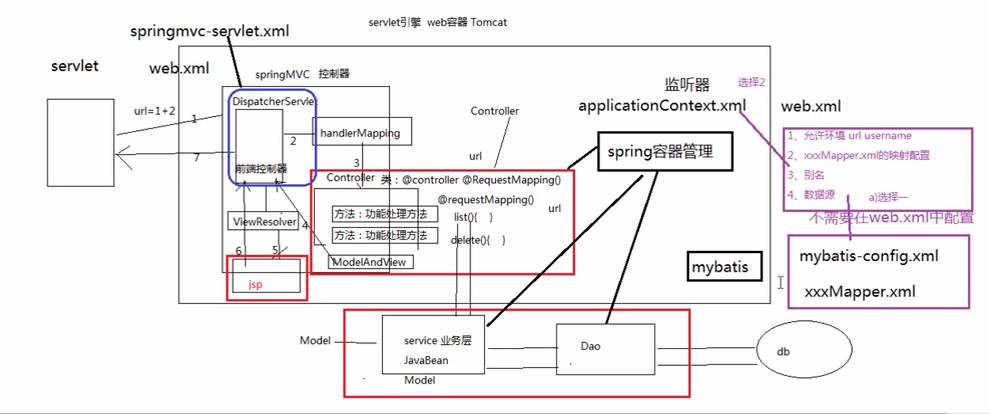 servlet引擎 web容器 Tomcat
springmvc-servlet.xml
servlet
web.xml
springMVC 控制器
监听器
选择2
applicationContext.xml
web.xml
url=1+2
1
DispatcherServle
Controller
2
handlerMapping
1、允许环境 url username
2、xxxMapper.xml的映射配置
3、别名
4、数据源
a)选择一
不需要在web.xml中配置
7
前端控制器
3
url
spring容器管理
Controller
类：@controller @RequestMapping()
@requestMapping()
url
方法：功能处理方法
list(){ }
方法：功能处理方法
delete(){ }
ViewResolver
4
6
5
ModelAndView
jsp
mybatis
mybatis-config.xml
xxxMapper.xml
Model
service 业务层
JavaBean
Model
Dao
db